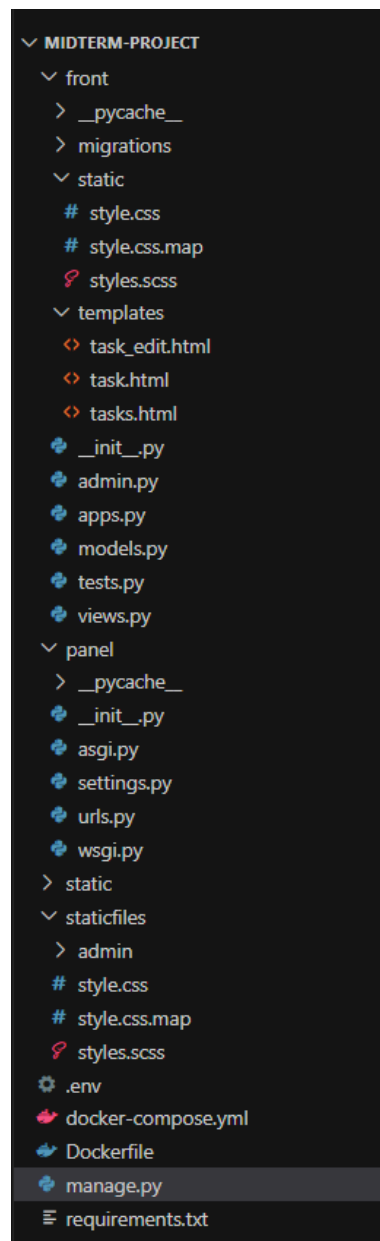 MIDTERM-PROJECT
front
__pycache__
migrations
static
# style.css
# style.css.map
styles.scss
templates
<> task_edit.html
<> task.html
<> tasks.html
__init__.py
admin.py
apps.py
models.py
tests.py
views.py
panel
__pycache__
__init__.py
asgi.py
settings.py
urls.py
wsgi.py
static
staticfiles
admin
# style.css
# style.css.map
styles.scss
.env
docker-compose.yml
Dockerfile
manage.py
requirements.txt